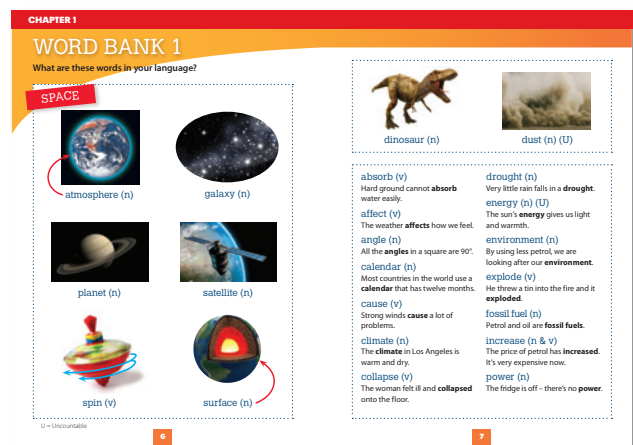 CHAPTER 1
WORD BANK 1
What are these words in your language?
SPACE
atmosphere (n)
galaxy (n)
planet (n)
satellite (n)
spin (v)
surface (n)
U = Uncountable
6
dinosaur (n)
dust (n) (U)
absorb (v)
Hard ground cannot absorb
water easily.
affect (v)
The weather affects how we feel.
angle (n)
All the angles in a square are 90°.
calendar (n)
Most countries in the world use a
calendar that has twelve months.
cause (v)
Strong winds cause a lot of
problems.
climate (n)
The climate in Los Angeles is
warm and dry.
collapse (v)
The woman felt ill and collapsed
onto the floor.
drought (n)
Very little rain falls in a drought.
energy (n) (U)
The sun's energy gives us light
and warmth.
environment (n)
By using less petrol, we are
looking after our environment.
explode (v)
He threw a tin into the fire and it
exploded.
fossil fuel (n)
Petrol and oil are fossil fuels.
increase (n & v)
The price of petrol has increased.
It's very expensive now.
power (n)
The fridge is off – there's no power.
7